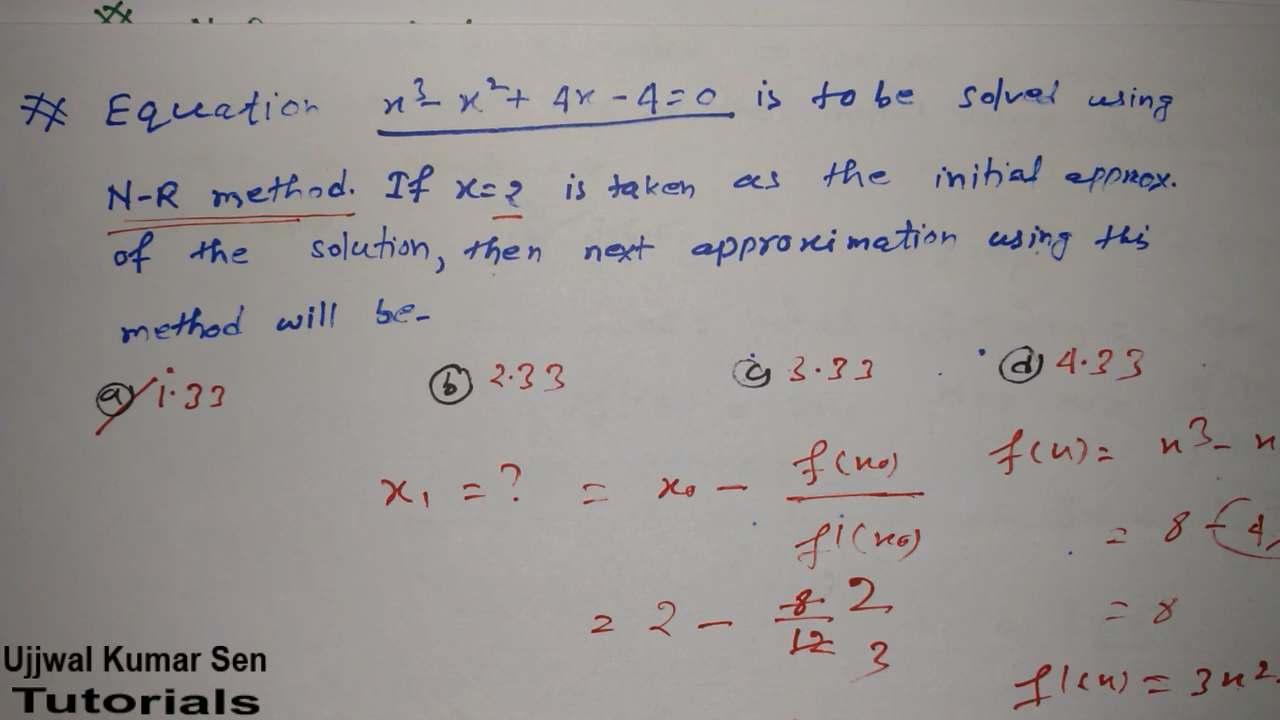 ** Equation x³- x²+ 4x - 4 = 0 is to be solved using
N-R method. If x=2 is taken as the initial approx.
of the solution, then next approximation using this
method will be-
(a) 1.33 (b) 2.33 (c) 3.33 (d) 4.33
x₁ = ? = x₀ - f(x₀)/f'(x₀)
f(x) = x³ - x
= 8 - (4
= 2 - 8/12 2/3
= 8
f'(x) = 3x²
Ujjwal Kumar Sen
Tutorials